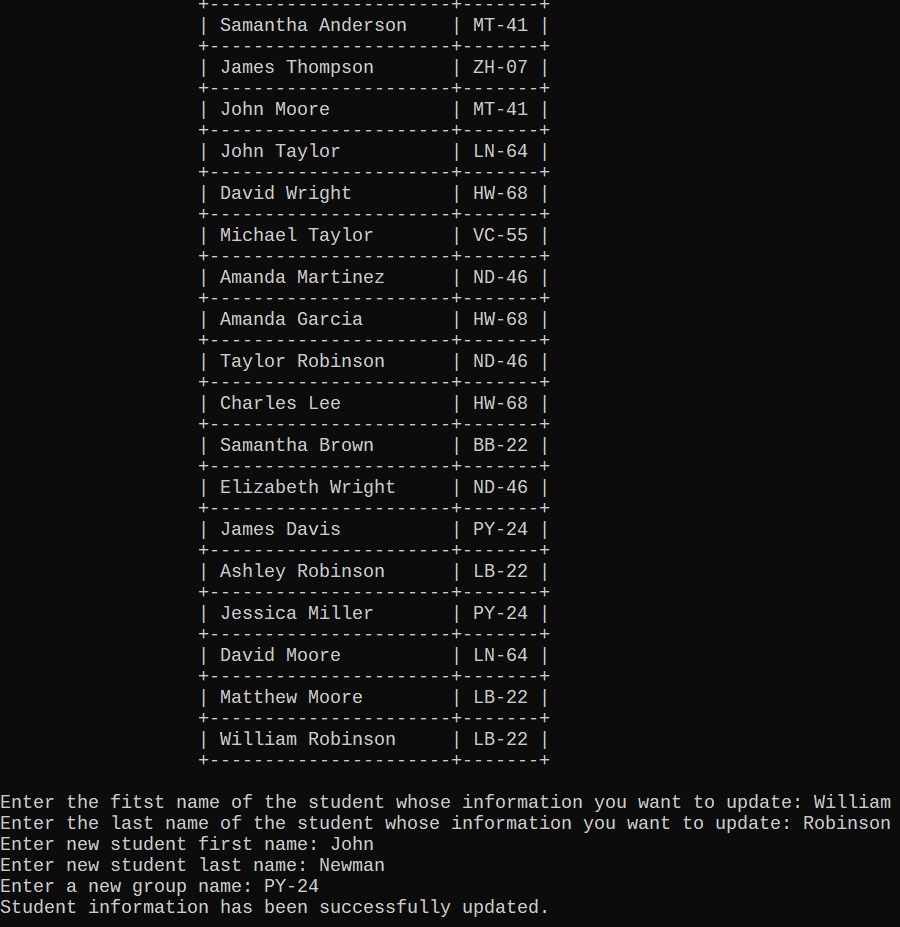 +----------------------+-------+
| Samantha Anderson    | MT-41 |
+----------------------+-------+
| James Thompson       | ZH-07 |
+----------------------+-------+
| John Moore           | MT-41 |
+----------------------+-------+
| John Taylor          | LN-64 |
+----------------------+-------+
| David Wright         | HW-68 |
+----------------------+-------+
| Michael Taylor       | VC-55 |
+----------------------+-------+
| Amanda Martinez      | ND-46 |
+----------------------+-------+
| Amanda Garcia        | HW-68 |
+----------------------+-------+
| Taylor Robinson      | ND-46 |
+----------------------+-------+
| Charles Lee          | HW-68 |
+----------------------+-------+
| Samantha Brown       | BB-22 |
+----------------------+-------+
| Elizabeth Wright     | ND-46 |
+----------------------+-------+
| James Davis          | PY-24 |
+----------------------+-------+
| Ashley Robinson      | LB-22 |
+----------------------+-------+
| Jessica Miller       | PY-24 |
+----------------------+-------+
| David Moore          | LN-64 |
+----------------------+-------+
| Matthew Moore        | LB-22 |
+----------------------+-------+
| William Robinson     | LB-22 |
+----------------------+-------+
Enter the fitst name of the student whose information you want to update: William
Enter the last name of the student whose information you want to update: Robinson
Enter new student first name: John
Enter new student last name: Newman
Enter a new group name: PY-24
Student information has been successfully updated.